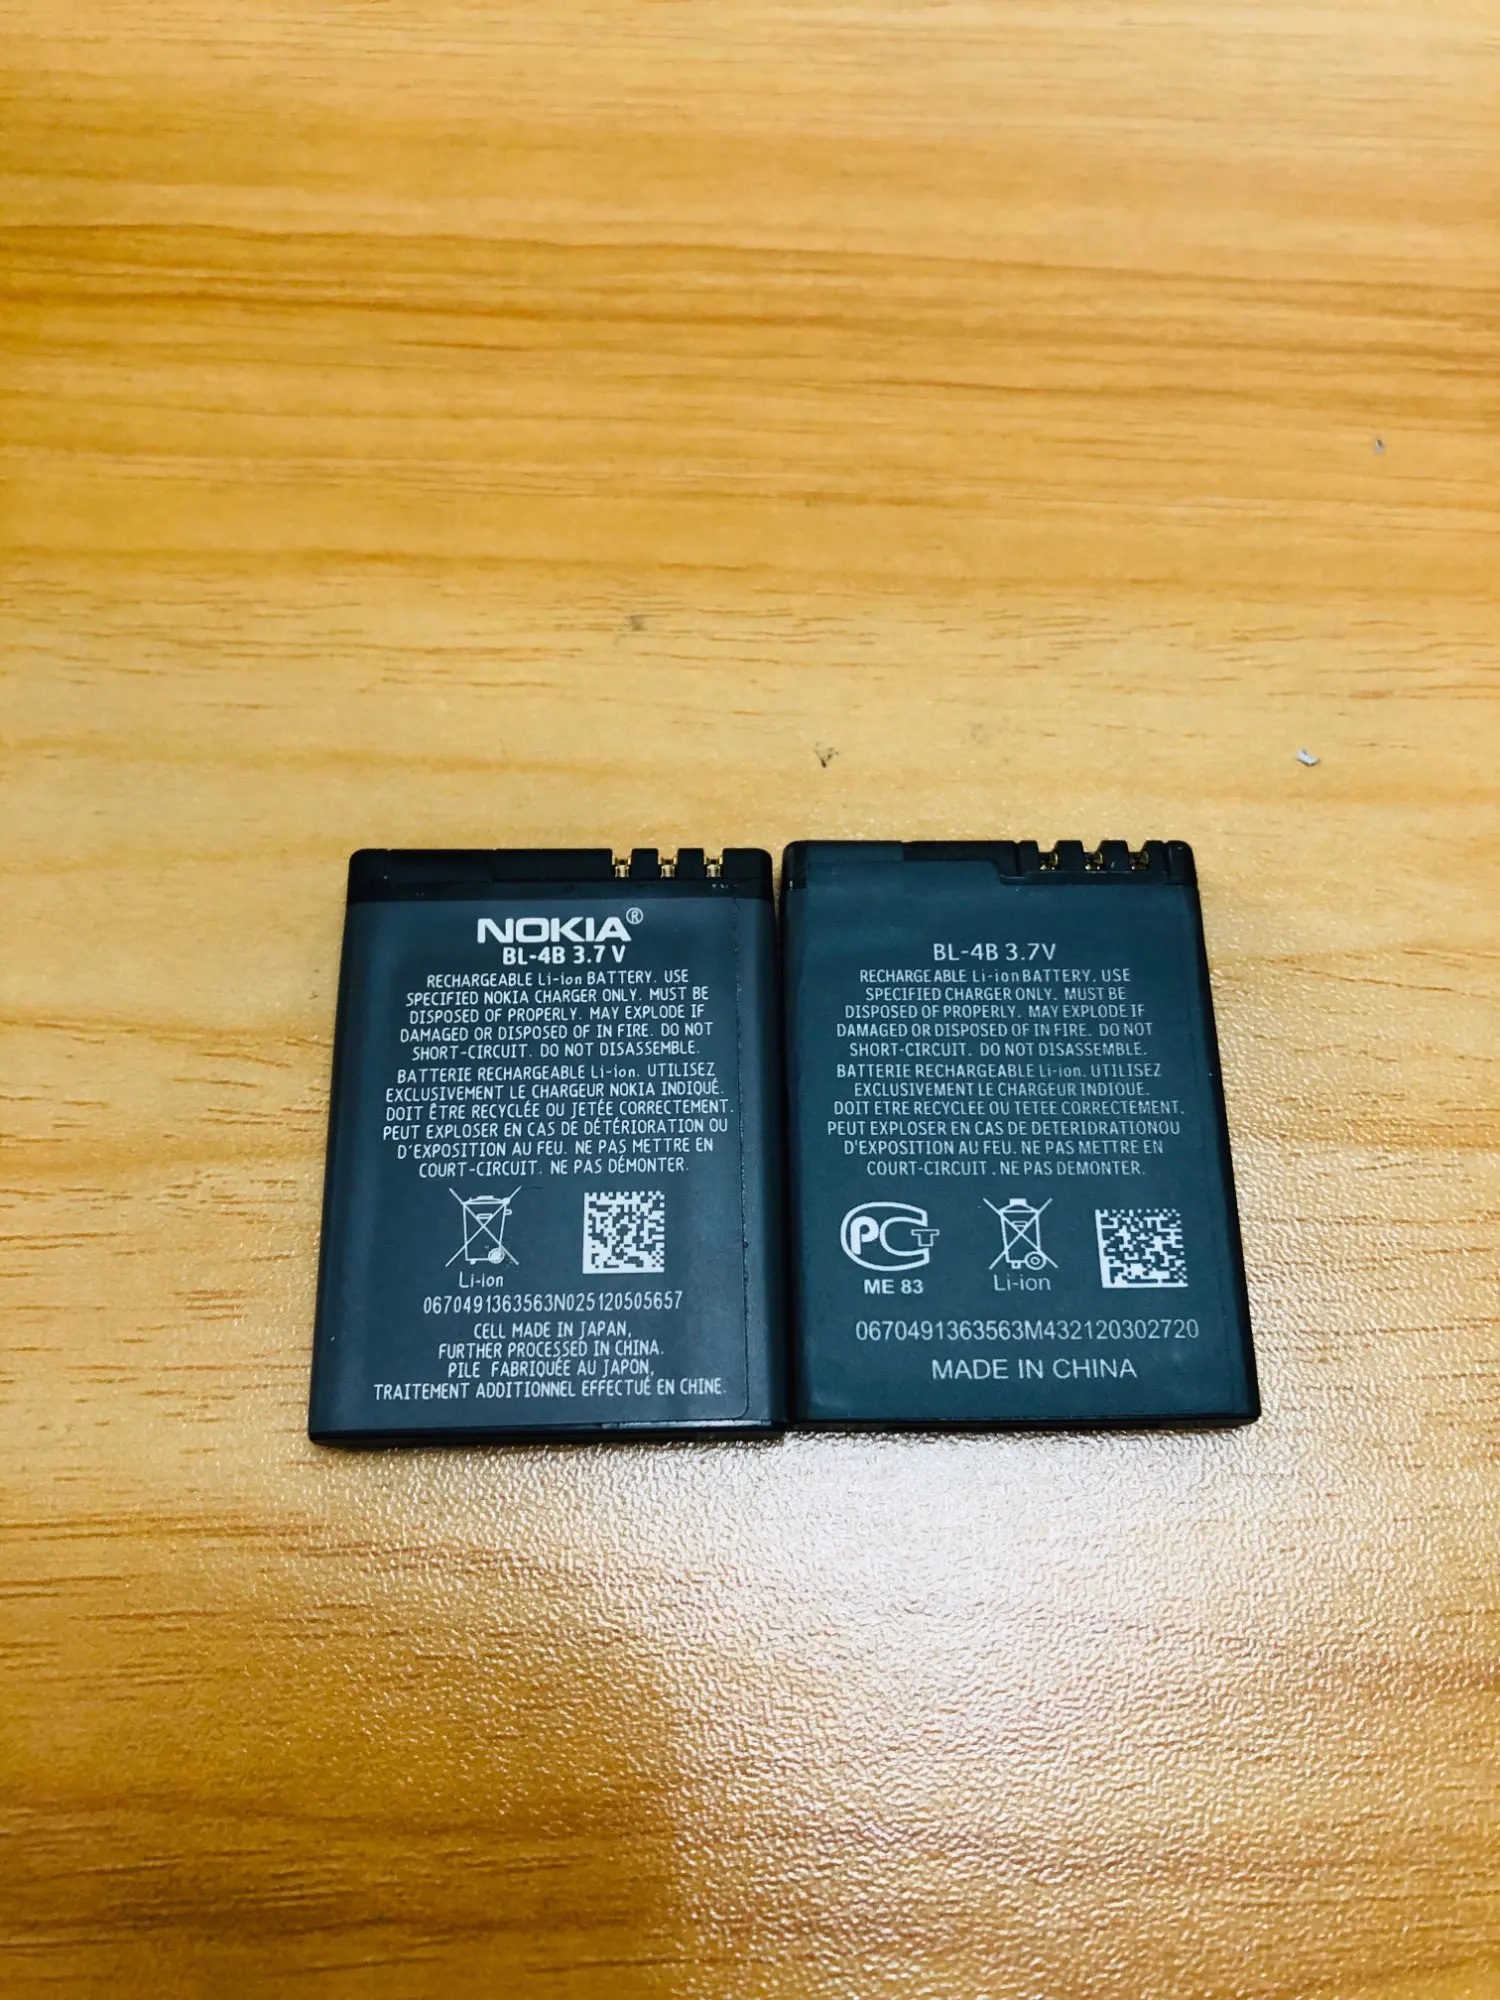 NOKIA®
BL-4B 3.7 V
RECHARGEABLE Li-ion BATTERY. USE
SPECIFIED NOKIA CHARGER ONLY. MUST BE
DISPOSED OF PROPERLY. MAY EXPLODE IF
DAMAGED OR DISPOSED OF IN FIRE. DO NOT
SHORT-CIRCUIT. DO NOT DISASSEMBLE.
BATTERIE RECHARGEABLE Li-ion. UTILISEZ
EXCLUSIVEMENT LE CHARGEUR NOKIA INDIQUÉ.
DOIT ÊTRE RECYCLÉE OU JETÉE CORRECTEMENT.
PEUT EXPLOSER EN CAS DE DÉTÉRIORATION OU
D'EXPOSITION AU FEU. NE PAS METTRE EN
COURT-CIRCUIT. NE PAS DÉMONTER.
Li-ion
0670491363563N025120505657
CELL MADE IN JAPAN,
FURTHER PROCESSED IN CHINA.
PILE FABRIQUÉE AU JAPON,
TRAITEMENT ADDITIONNEL EFFECTUÉ EN CHINE.
BL-4B 3.7V
RECHARGEABLE Li-ion BATTERY. USE
SPECIFIED CHARGER ONLY. MUST BE
DISPOSED OF PROPERLY. MAY EXPLODE IF
DAMAGED OR DISPOSED OF IN FIRE. DO NOT
SHORT-CIRCUIT. DO NOT DISASSEMBLE.
BATTERIE RECHARGEABLE Li-ion. UTILISEZ
EXCLUSIVEMENT LE CHARGEUR INDIQUE.
DOIT ETRE RECYCLEE OU TETEE CORRECTEMENT.
PEUT EXPLOSER EN CAS DE DETERIDRATIONOU
D'EXPOSITION AU FEU. NE PAS METTRE EN
COURT-CIRCUIT . NE PAS DEMONTER.
PCT
ME 83
Li-ion
0670491363563M432120302720
MADE IN CHINA